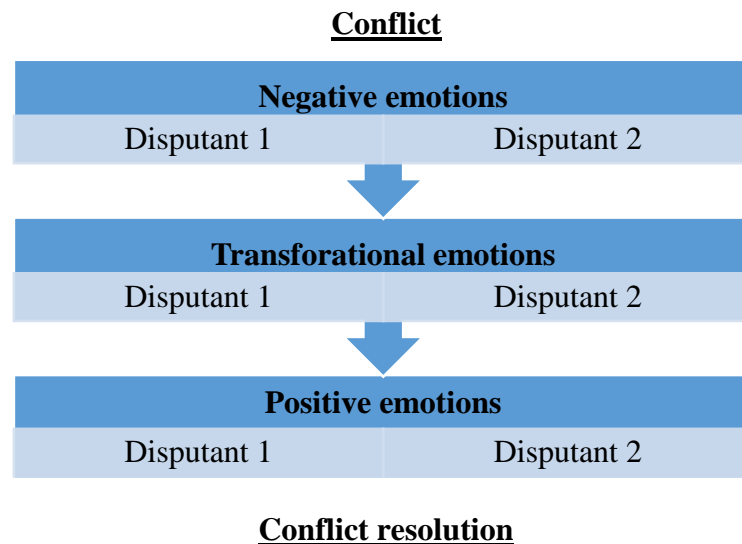 Conflict
Negative emotions
Disputant 1 Disputant 2
Transforational emotions
Disputant 1 Disputant 2
Positive emotions
Disputant 1 Disputant 2
Conflict resolution